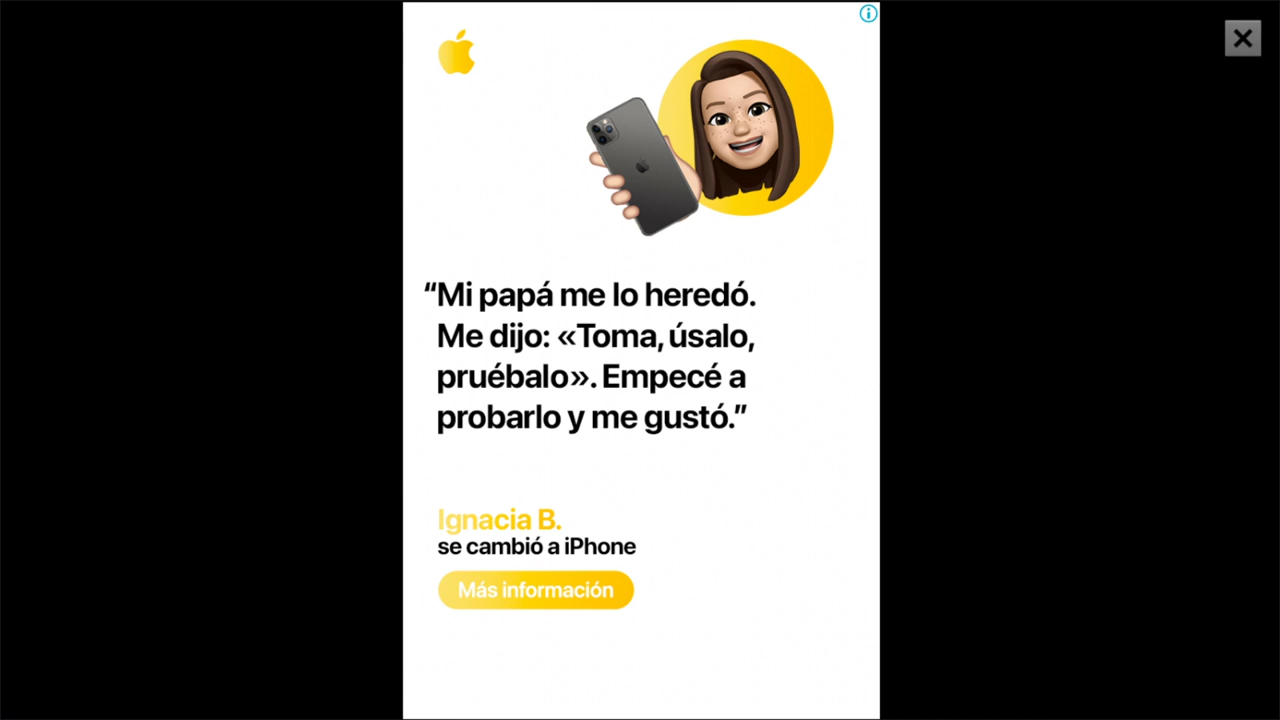 “Mi papá me lo heredó.
Me dijo: «Toma, úsalo,
pruébalo». Empecé a
probarlo y me gustó.”
Ignacia B.
se cambió a iPhone
Más información